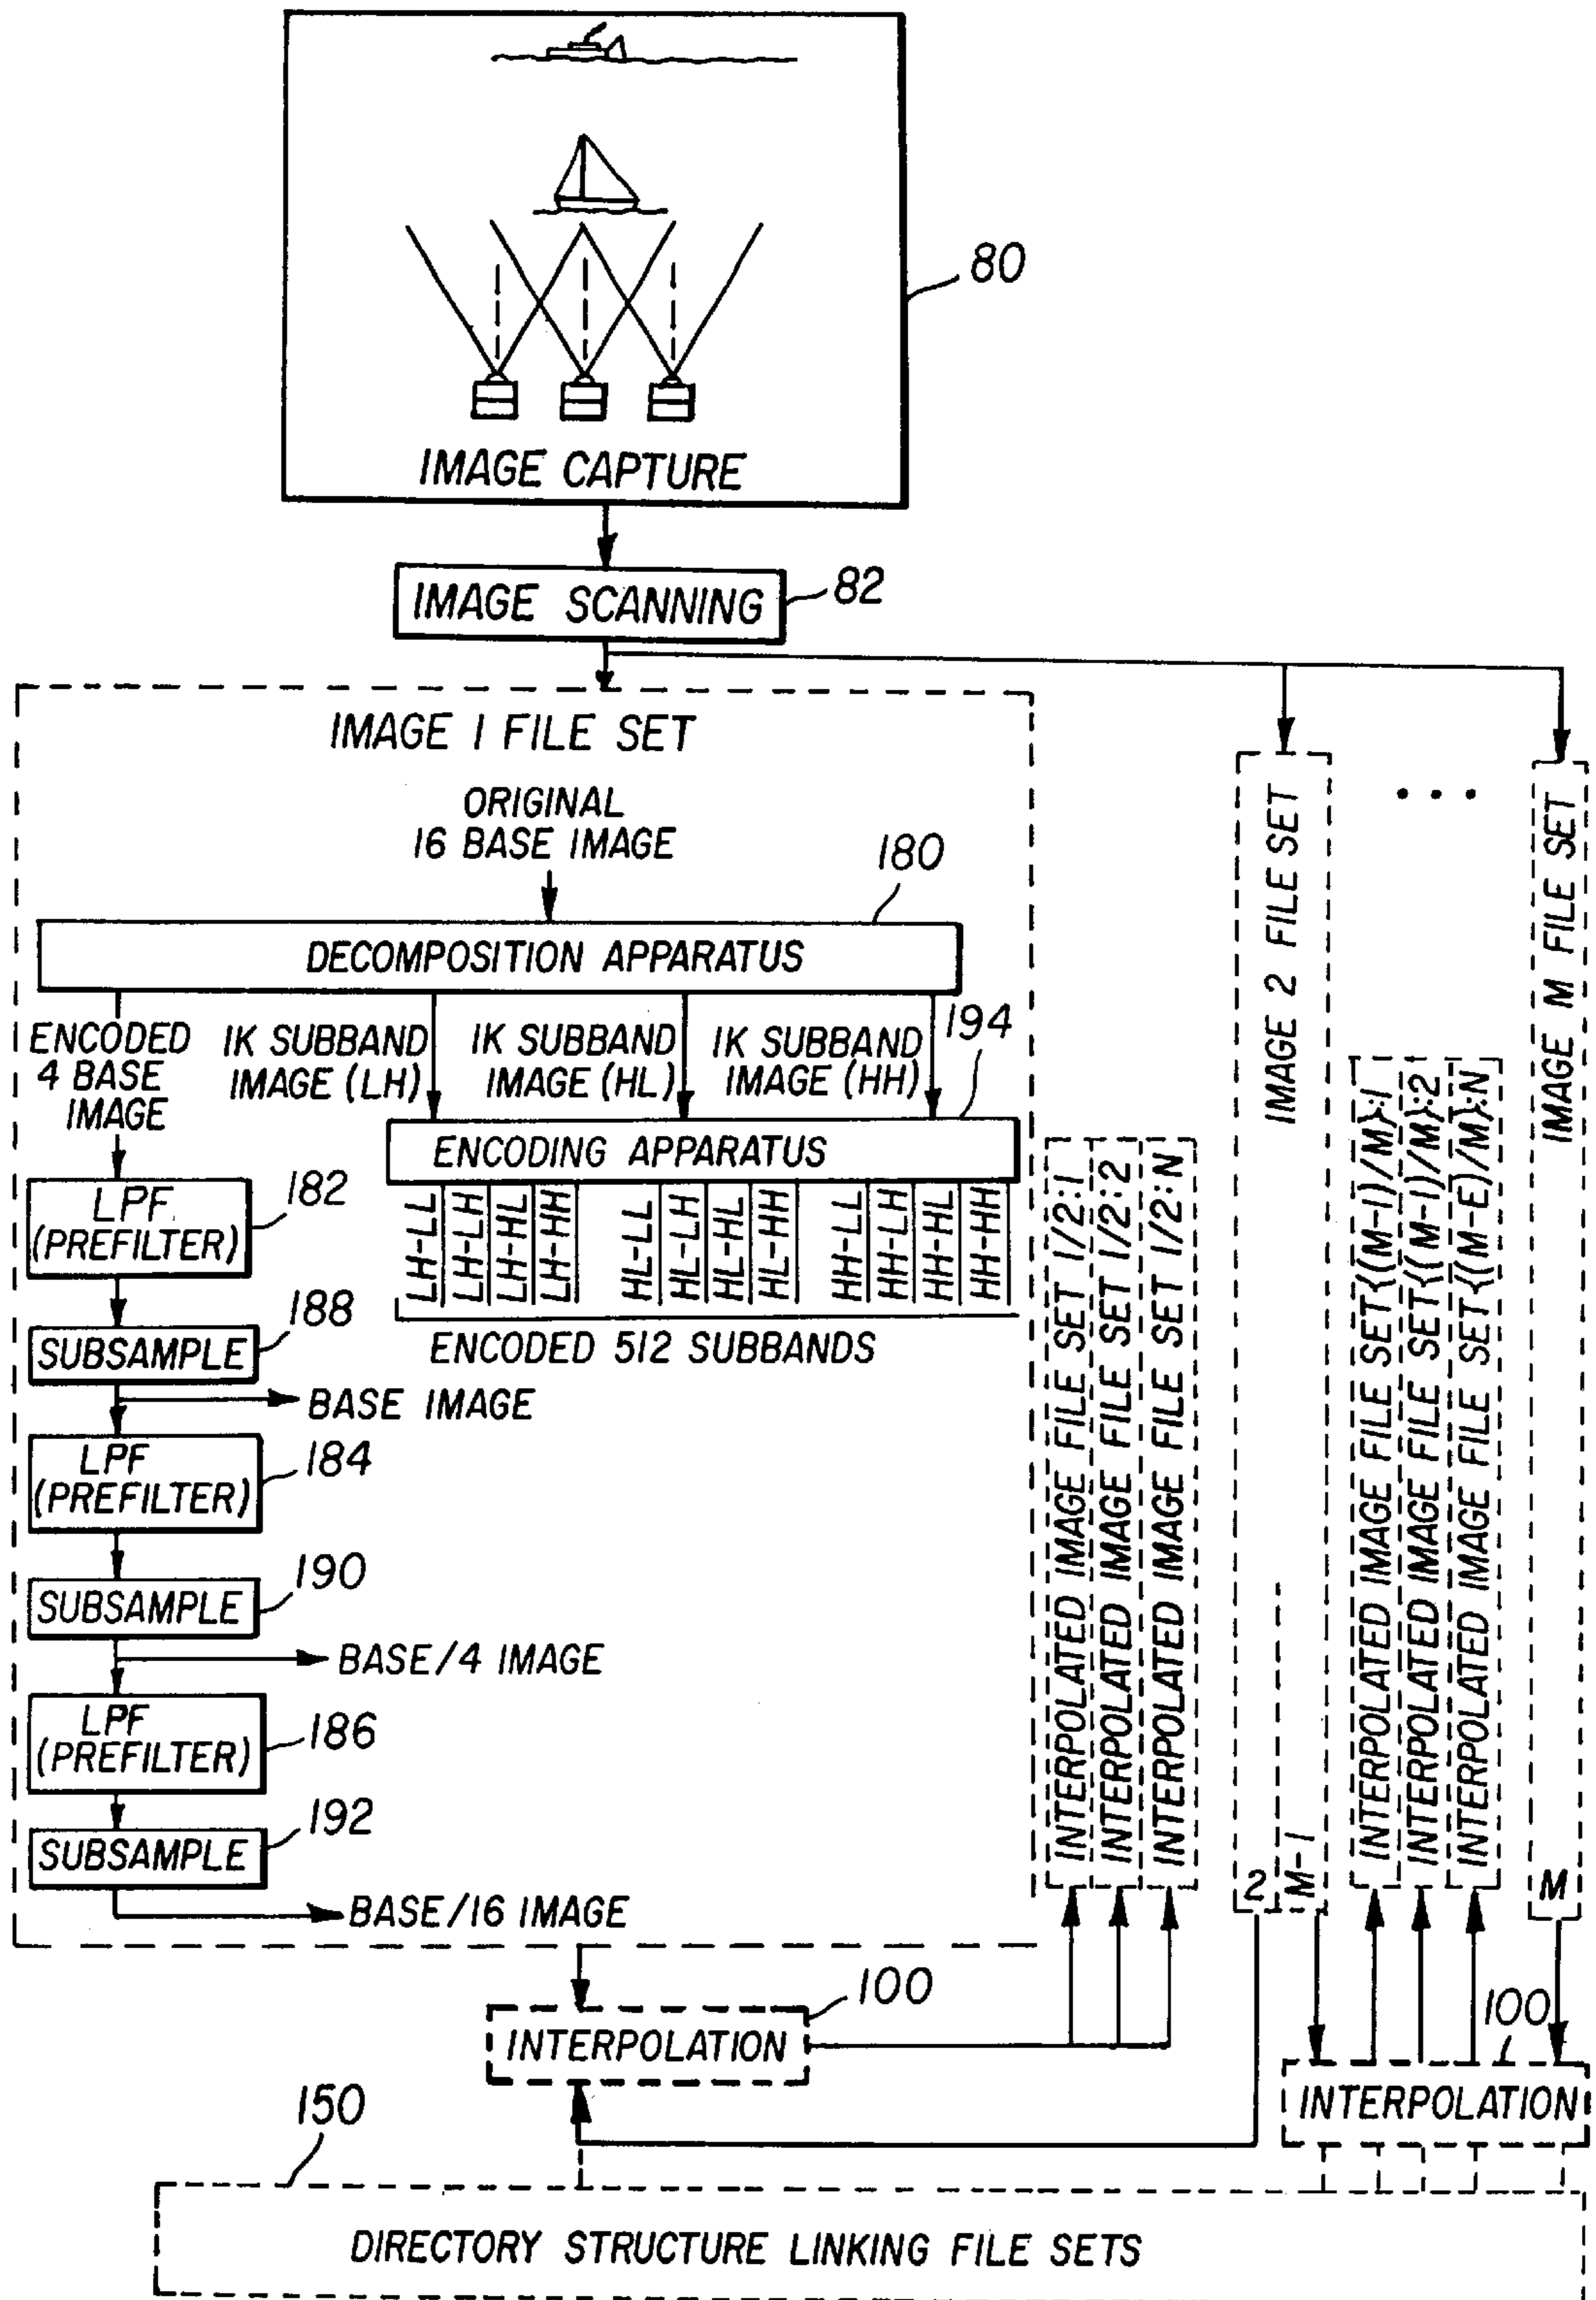 80
IMAGE CAPTURE
IMAGE SCANNING
82
IMAGE 1 FILE SET
ORIGINAL
16 BASE IMAGE
180
DECOMPOSITION APPARATUS
ENCODED
4 BASE
IMAGE
1K SUBBAND
IMAGE (LH)
1K SUBBAND
IMAGE (HL)
1K SUBBAND
IMAGE (HH)
194
ENCODING APPARATUS
LH-LL
LH-LH
LH-HL
LH-HH
HL-LL
HL-LH
HL-HL
HL-HH
HH-LL
HH-LH
HH-HL
HH-HH
ENCODED 512 SUBBANDS
LPF
(PREFILTER)
182
SUBSAMPLE
188
BASE IMAGE
LPF
(PREFILTER)
184
SUBSAMPLE
190
BASE/4 IMAGE
LPF
(PREFILTER)
186
SUBSAMPLE
192
BASE/16 IMAGE
INTERPOLATED IMAGE FILE SET 1/2:1
INTERPOLATED IMAGE FILE SET 1/2:2
INTERPOLATED IMAGE FILE SET 1/2:N
IMAGE 2 FILE SET
2
M-1
• • •
INTERPOLATED IMAGE FILE SET{(M-1)/M}:1
INTERPOLATED IMAGE FILE SET{(M-1)/M}:2
INTERPOLATED IMAGE FILE SET{(M-E)/M}:N
IMAGE M FILE SET
M
INTERPOLATION
100
INTERPOLATION
100
150
DIRECTORY STRUCTURE LINKING FILE SETS